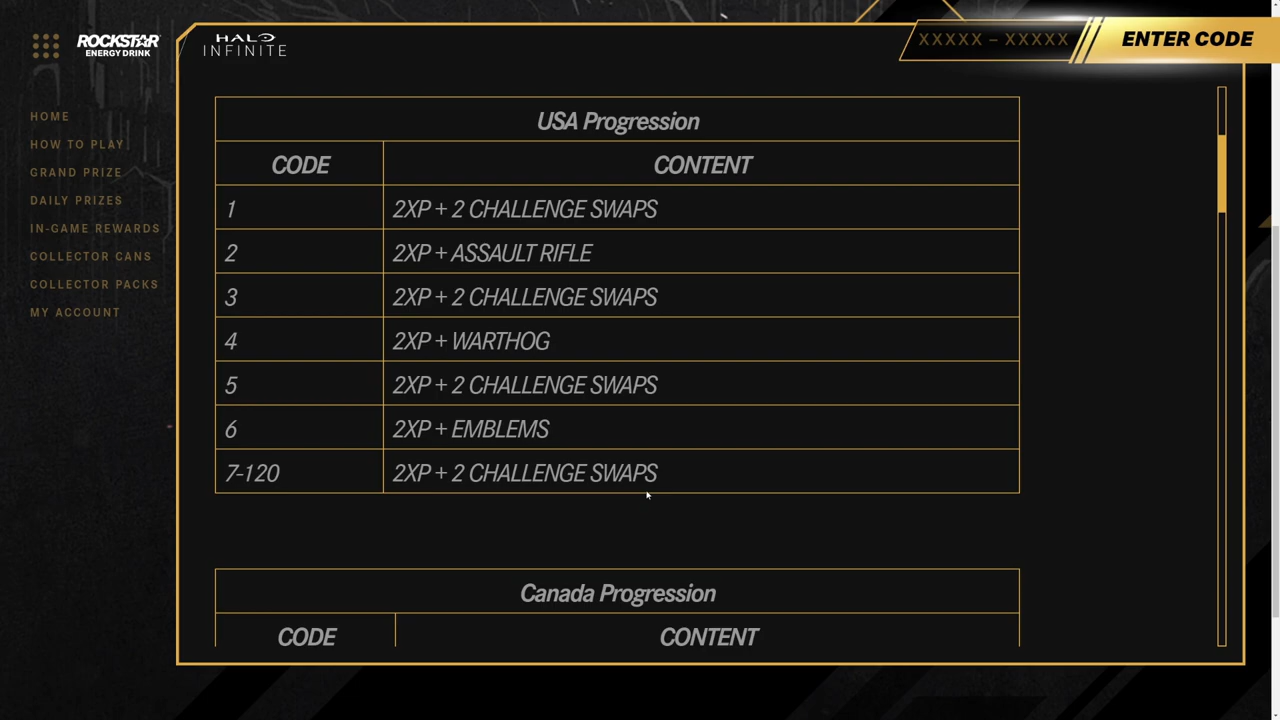 ROCKSTAR
ENERGY DRINK
HALO
INFINITE
XXXXX – XXXXX
ENTER CODE
HOME
HOW TO PLAY
GRAND PRIZE
DAILY PRIZES
IN-GAME REWARDS
COLLECTOR CANS
COLLECTOR PACKS
MY ACCOUNT
USA Progression
CODE CONTENT
1 2XP + 2 CHALLENGE SWAPS
2 2XP + ASSAULT RIFLE
3 2XP + 2 CHALLENGE SWAPS
4 2XP + WARTHOG
5 2XP + 2 CHALLENGE SWAPS
6 2XP + EMBLEMS
7-120 2XP + 2 CHALLENGE SWAPS
Canada Progression
CODE CONTENT